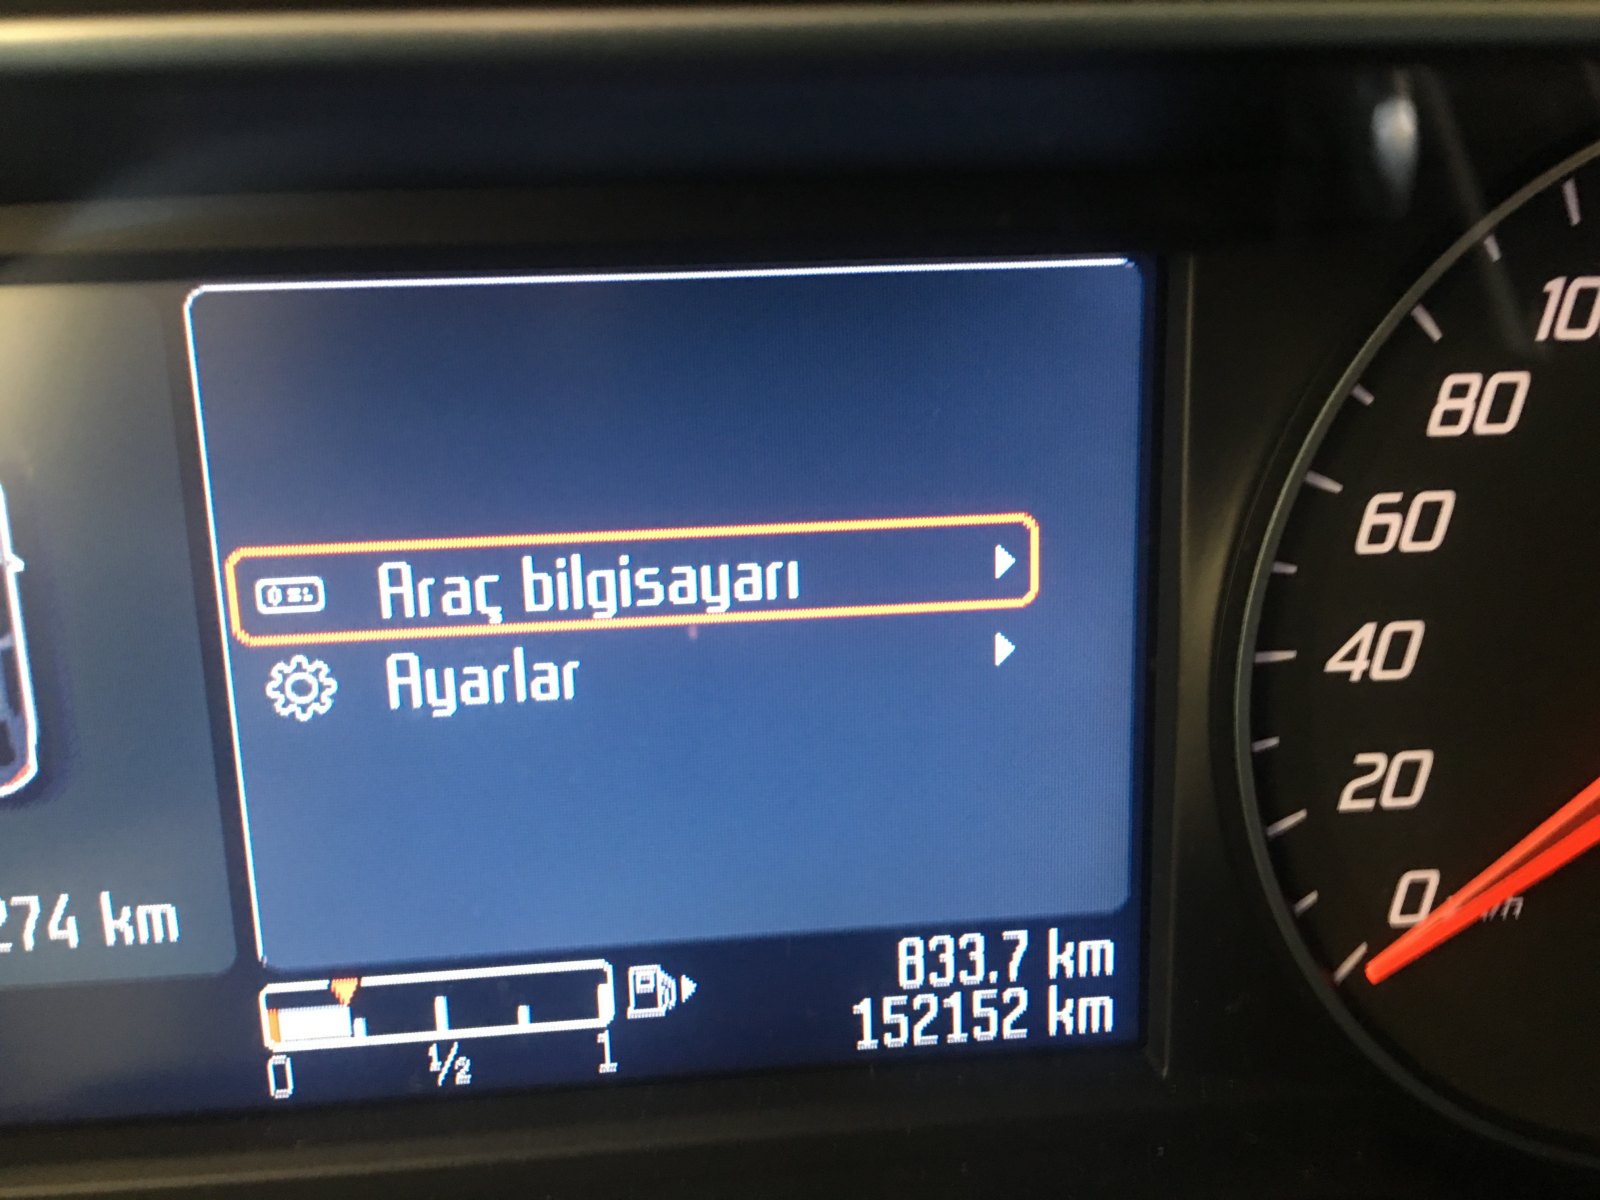 Araç bilgisayarı
Ayarlar
274 km
833.7 km
152152 km
0 1/2 1
100
80
60
40
20
0